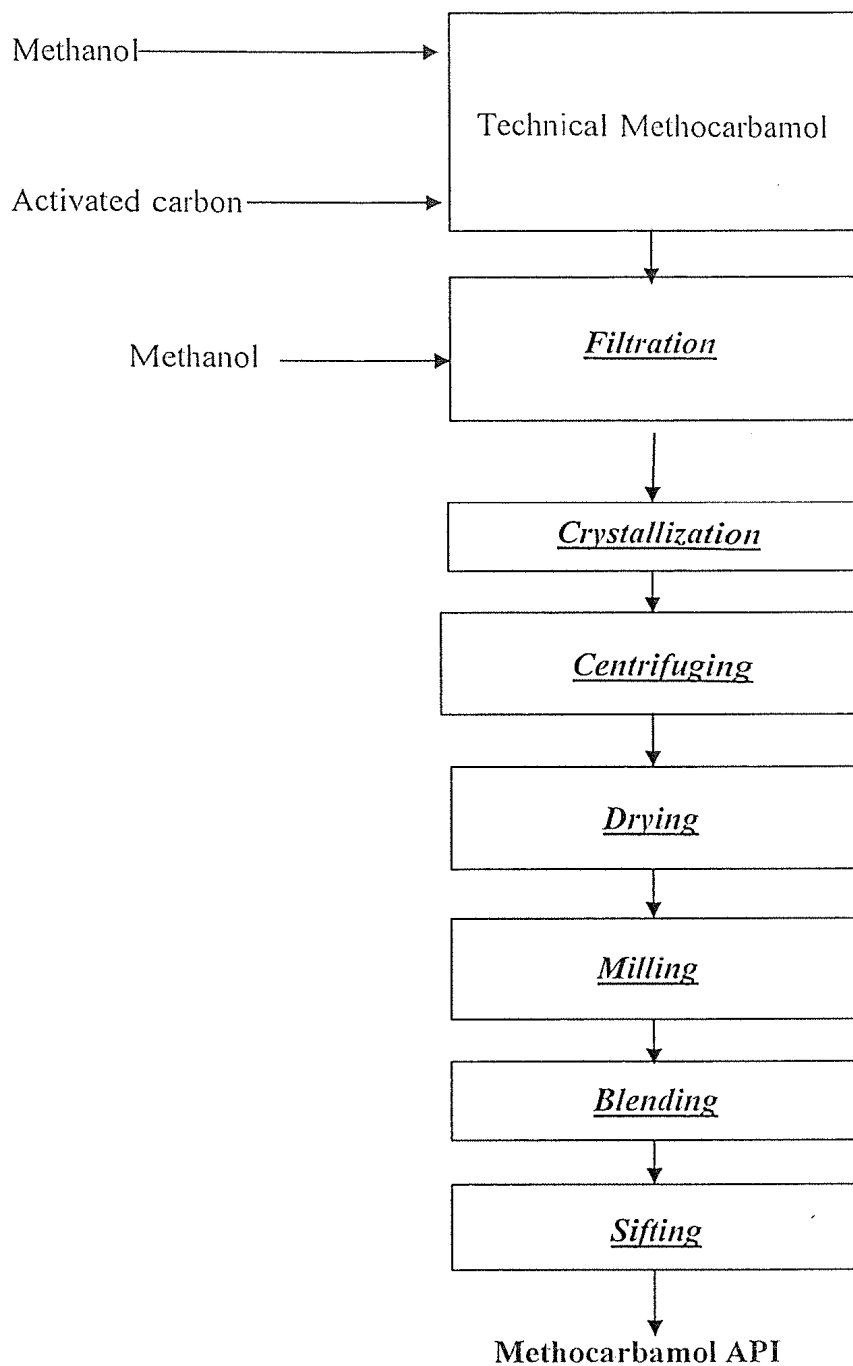 Methanol
Technical Methocarbamol
Activated carbon
Methanol
Filtration
Crystallization
Centrifuging
Drying
Milling
Blending
Sifting
Methocarbamol API